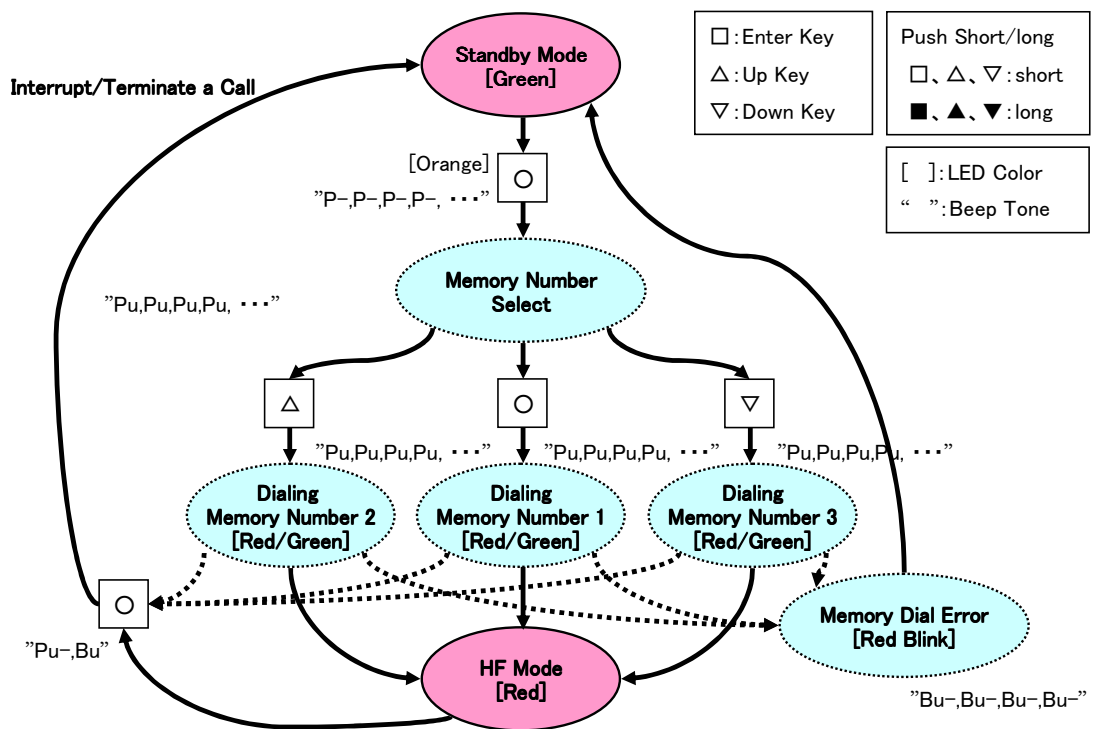 Standby Mode
[Green]
□:Enter Key
△:Up Key
▽:Down Key
Push Short/long
□、△、▽:short
■、▲、▼:long
[ ]:LED Color
“ ”:Beep Tone
Interrupt/Terminate a Call
[Orange]
○
”P-,P-,P-,P-, ･･･”
Memory Number
Select
”Pu,Pu,Pu,Pu, ･･･”
△
○
▽
”Pu,Pu,Pu,Pu, ･･･”
”Pu,Pu,Pu,Pu, ･･･”
”Pu,Pu,Pu,Pu, ･･･”
Dialing
Memory Number 2
[Red/Green]
Dialing
Memory Number 1
[Red/Green]
Dialing
Memory Number 3
[Red/Green]
○
”Pu-,Bu”
Memory Dial Error
[Red Blink]
HF Mode
[Red]
”Bu-,Bu-,Bu-,Bu-”